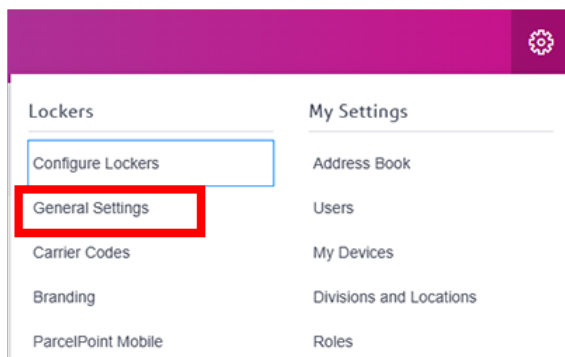 Lockers
Configure Lockers
General Settings
Carrier Codes
Branding
ParcelPoint Mobile
My Settings
Address Book
Users
My Devices
Divisions and Locations
Roles